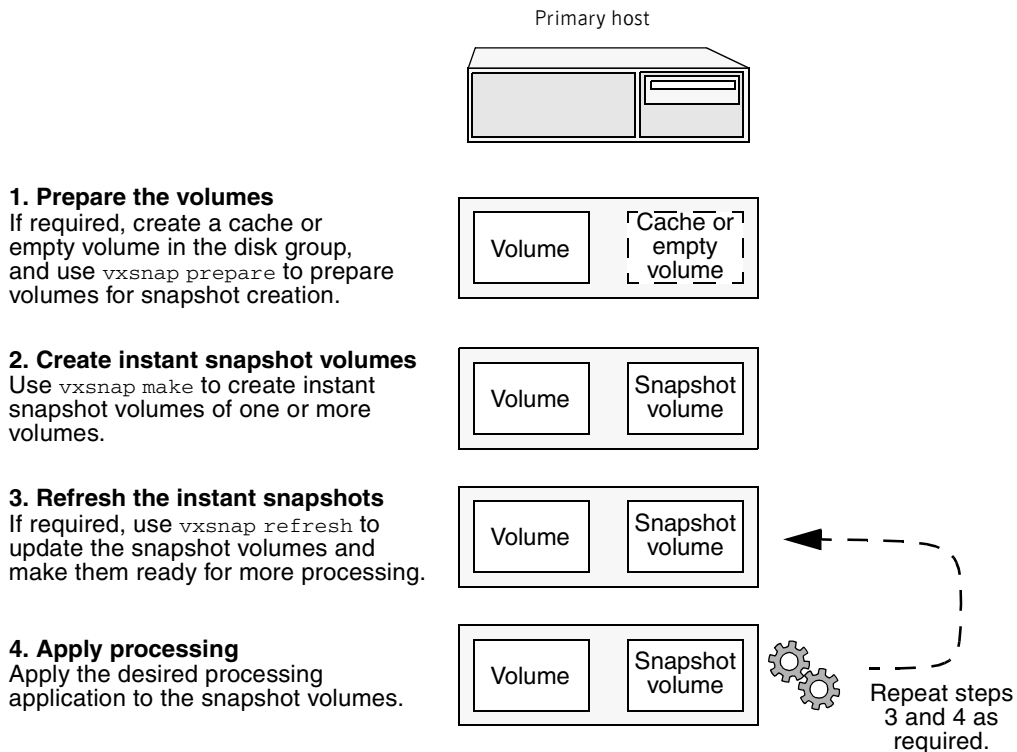 Primary host
1. Prepare the volumes
If required, create a cache or
empty volume in the disk group,
and use vxsnap prepare to prepare
volumes for snapshot creation.
Volume
Cache or
empty
volume
2. Create instant snapshot volumes
Use vxsnap make to create instant
snapshot volumes of one or more
volumes.
Volume
Snapshot
volume
3. Refresh the instant snapshots
If required, use vxsnap refresh to
update the snapshot volumes and
make them ready for more processing.
Volume
Snapshot
volume
4. Apply processing
Apply the desired processing
application to the snapshot volumes.
Volume
Snapshot
volume
Repeat steps
3 and 4 as
required.